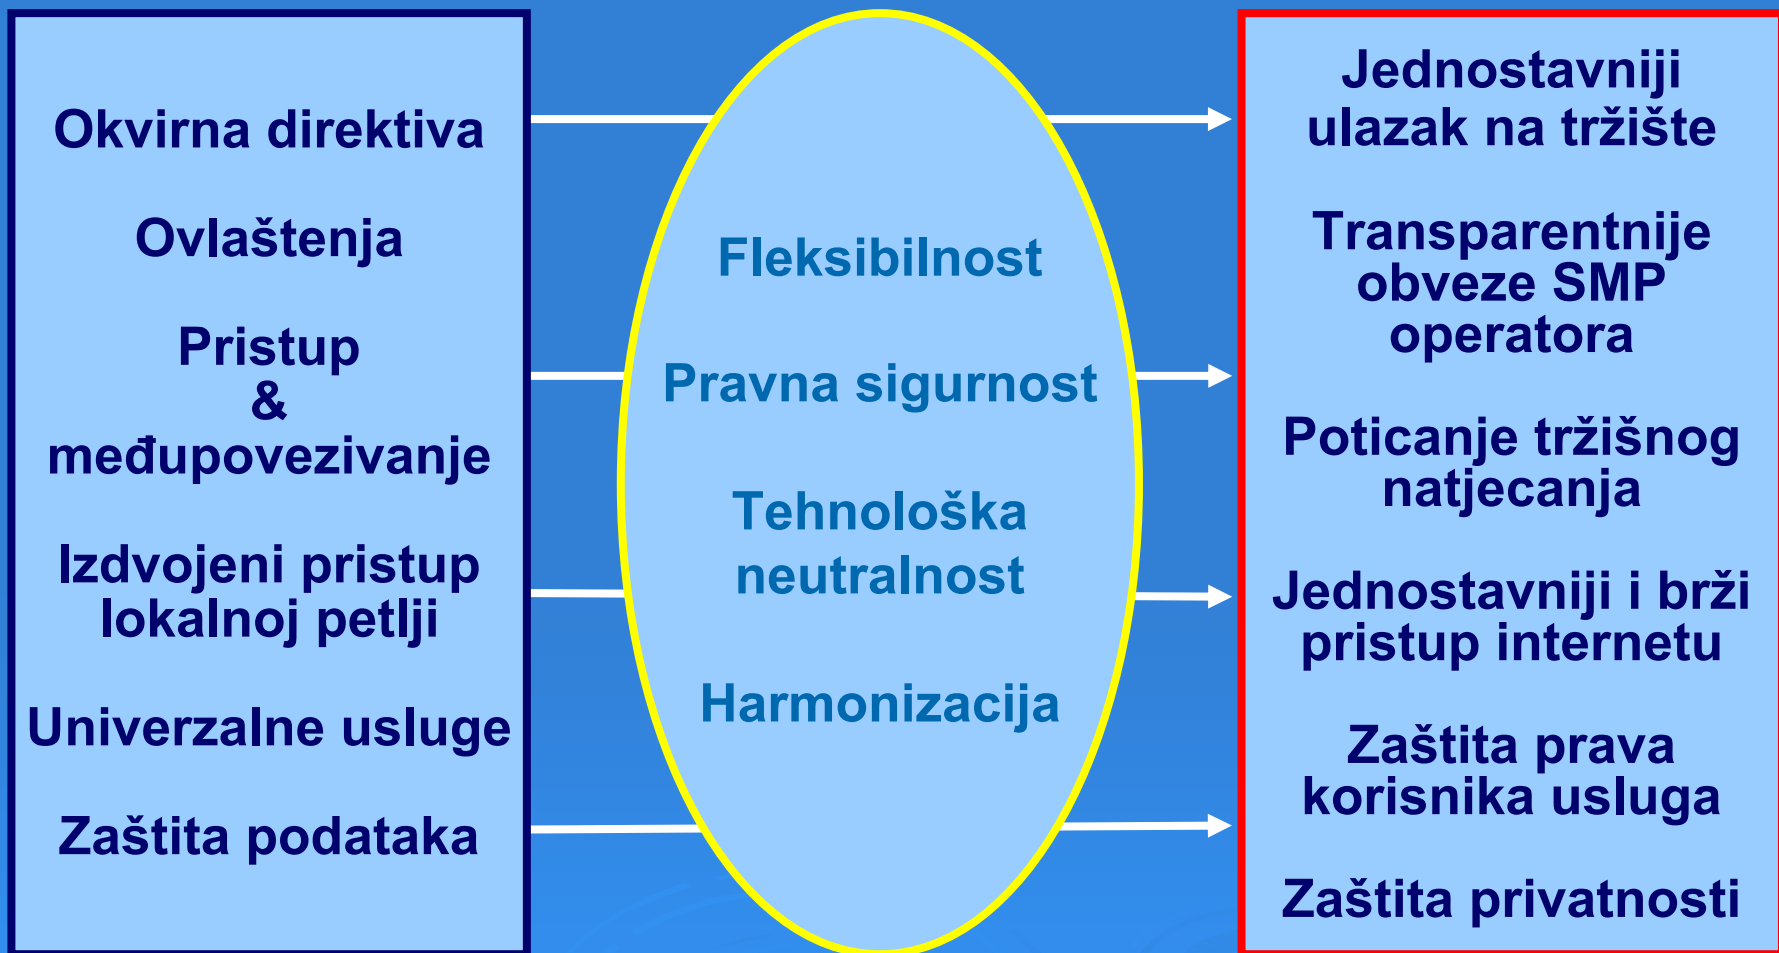 Okvirna direktiva
Ovlaštenja
Pristup
&
međupovezivanje
Izdvojeni pristup
lokalnoj petlji
Univerzalne usluge
Zaštita podataka
Fleksibilnost
Pravna sigurnost
Tehnološka
neutralnost
Harmonizacija
Jednostavniji
ulazak na tržište
Transparentnije
obveze SMP
operatora
Poticanje tržišnog
natjecanja
Jednostavniji i brži
pristup internetu
Zaštita prava
korisnika usluga
Zaštita privatnosti